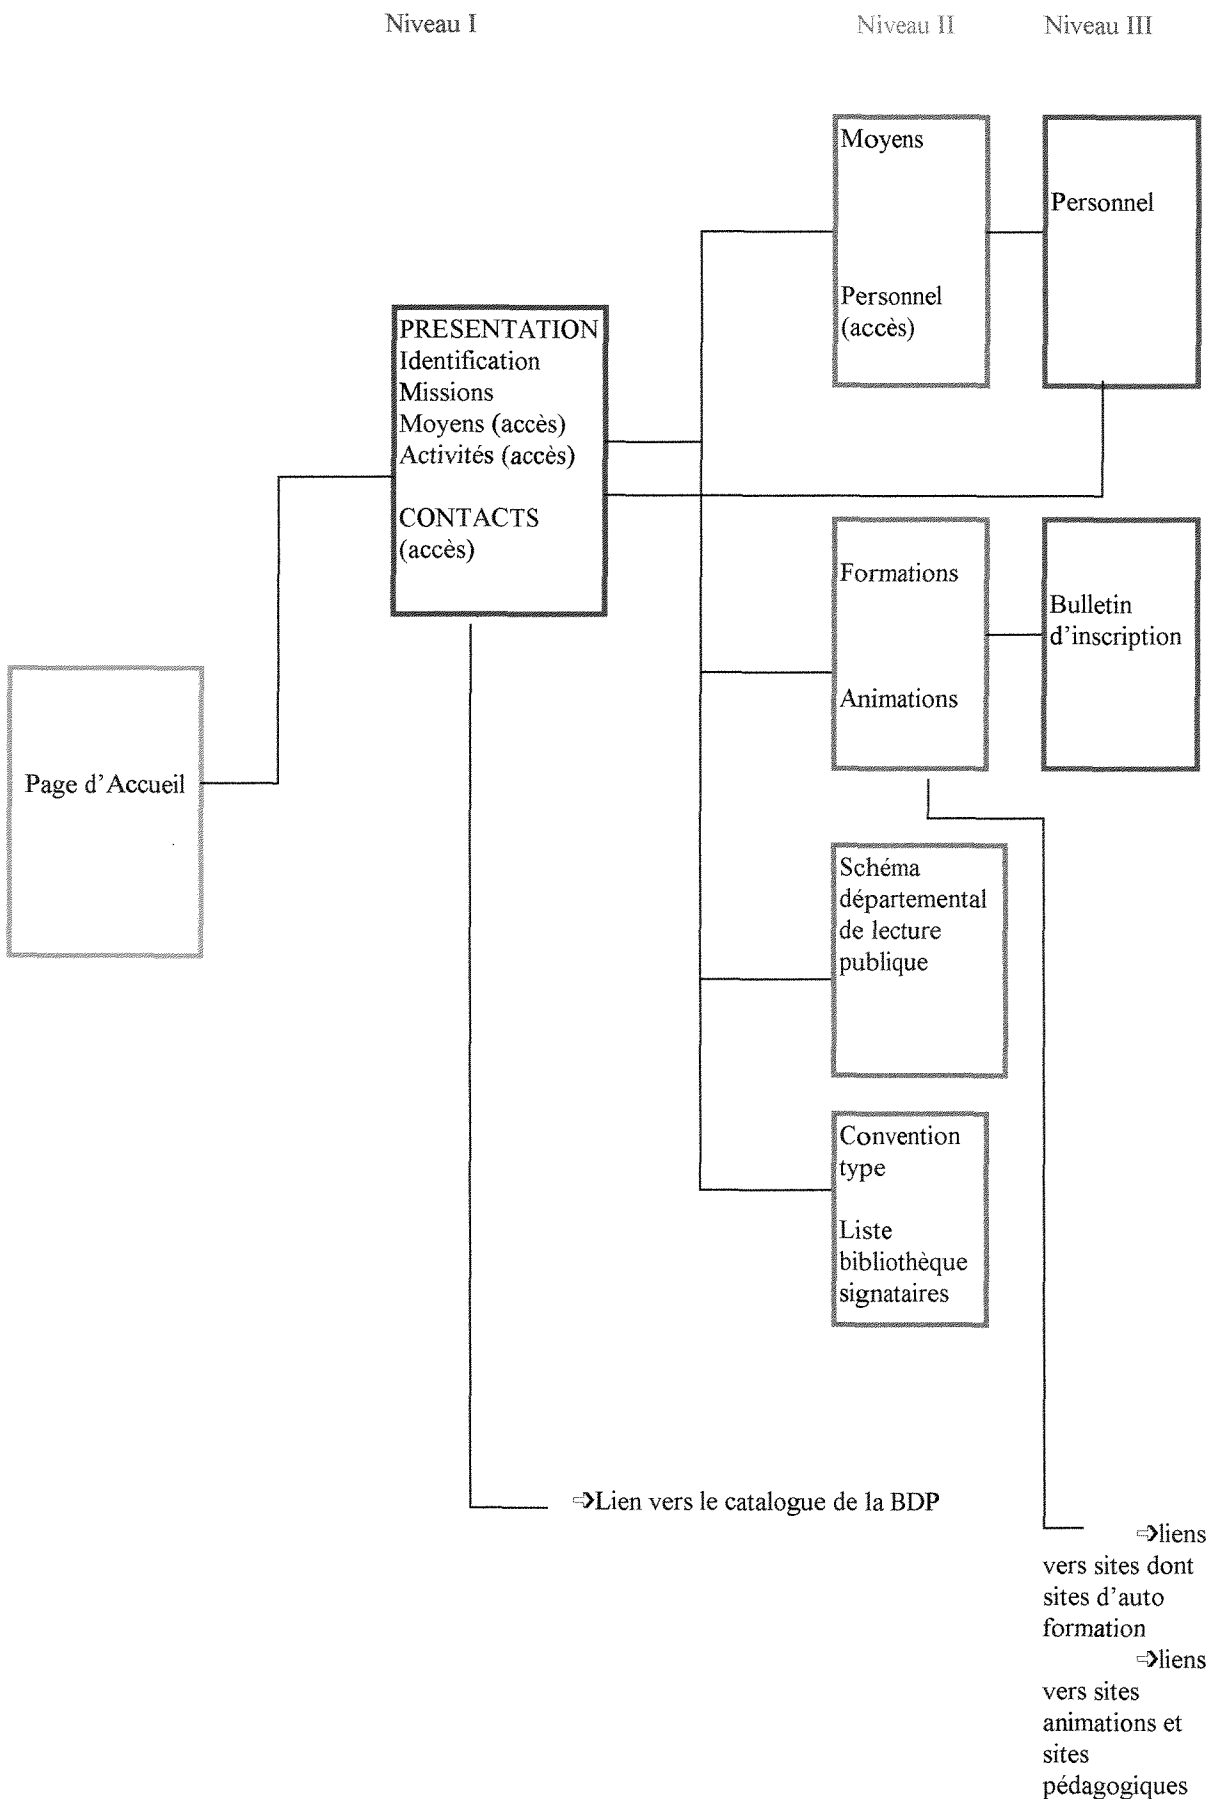 Niveau I
Niveau II
Niveau III
Moyens
Personnel
(accès)
Personnel
PRESENTATION
Identification
Missions
Moyens (accès)
Activités (accès)
CONTACTS
(accès)
Formations
Animations
Bulletin
d'inscription
Page d'Accueil
Schéma
départemental
de lecture
publique
Convention
type
Liste
bibliothèque
signataires
⇨Lien vers le catalogue de la BDP
⇨liens
vers sites dont
sites d'auto
formation
⇨liens
vers sites
animations et
sites
pédagogiques